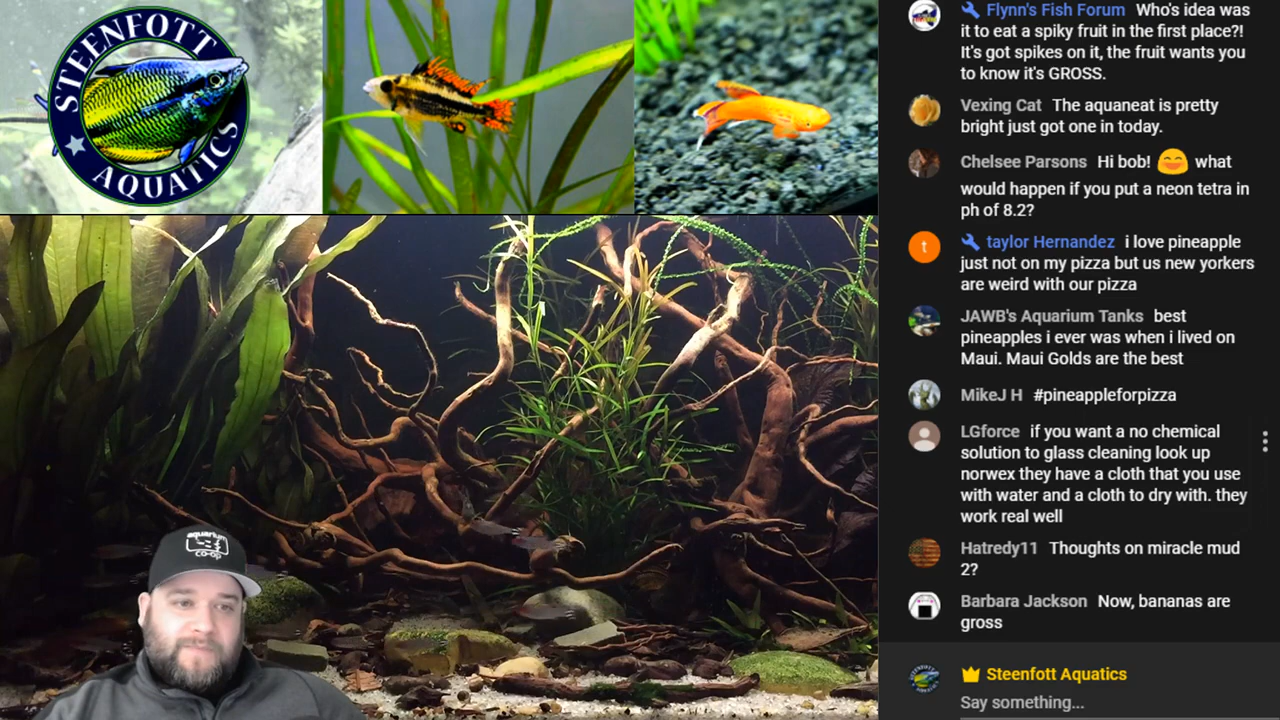 STEENFOTT
AQUATICS
aquarium
co-op
Flynn's Fish Forum Who's idea was
it to eat a spiky fruit in the first place?!
It's got spikes on it, the fruit wants you
to know it's GROSS.
Vexing Cat The aquaneat is pretty
bright just got one in today.
Chelsee Parsons Hi bob! 🤗 what
would happen if you put a neon tetra in
ph of 8.2?
t
taylor Hernandez i love pineapple
just not on my pizza but us new yorkers
are weird with our pizza
JAWB's Aquarium Tanks best
pineapples i ever was when i lived on
Maui. Maui Golds are the best
MikeJ H #pineappleforpizza
LGforce if you want a no chemical
solution to glass cleaning look up
norwex they have a cloth that you use
with water and a cloth to dry with. they
work real well
Hatredy11 Thoughts on miracle mud
2?
Barbara Jackson Now, bananas are
gross
Steenfott Aquatics
Say something...